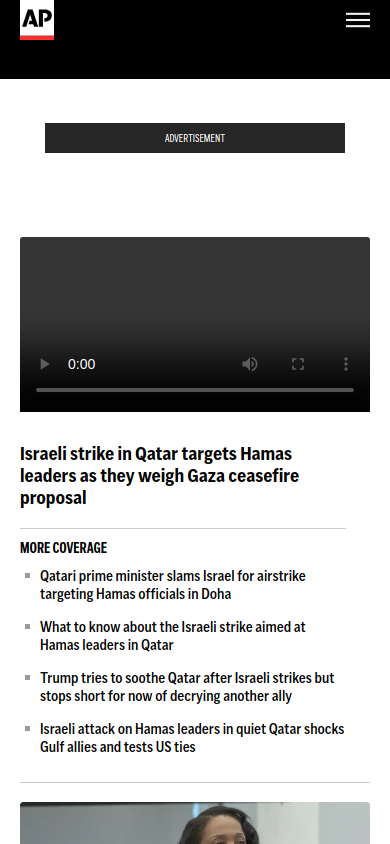 AP
ADVERTISEMENT
0:00
Israeli strike in Qatar targets Hamas
leaders as they weigh Gaza ceasefire
proposal
MORE COVERAGE
Qatari prime minister slams Israel for airstrike
targeting Hamas officials in Doha
What to know about the Israeli strike aimed at
Hamas leaders in Qatar
Trump tries to soothe Qatar after Israeli strikes but
stops short for now of decrying another ally
Israeli attack on Hamas leaders in quiet Qatar shocks
Gulf allies and tests US ties